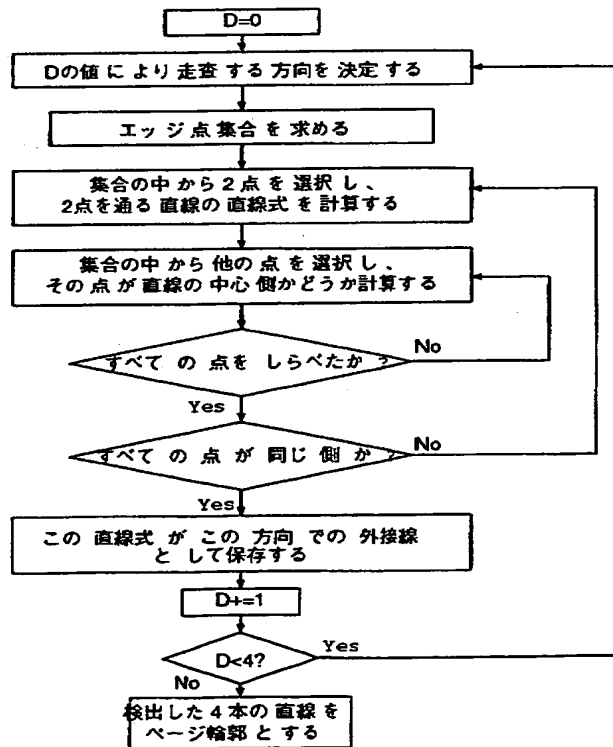 D=0
Dの値により走査する方向を決定する
エッジ点集合を求める
集合の中から2点を選択し、
2点を通る直線の直線式を計算する
集合の中から他の点を選択し、
その点が直線の中心側かどうか計算する
すべての点をしらべたか?
No
Yes
すべての点が同じ側か?
No
Yes
この直線式がこの方向での外接線
として保存する
D+=1
D<4?
Yes
No
検出した4本の直線を
ページ輪郭とする